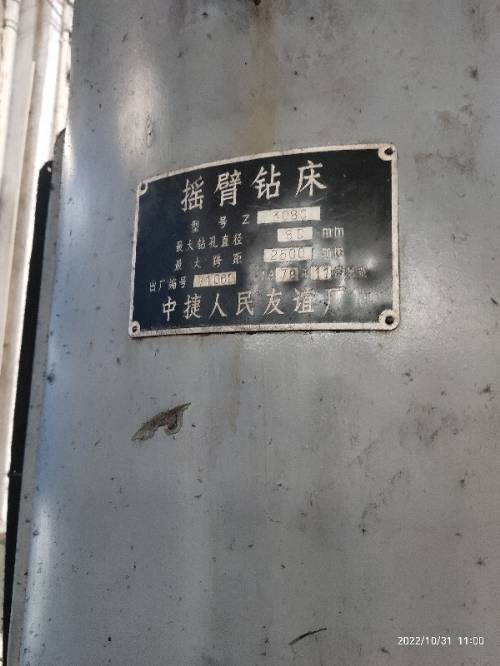 摇臂钻床
型号 Z 3080
最大钻孔直径 80 mm
最大跨距 2500 mm
出厂编号
中捷人民友谊厂
2022/10/31 11:00